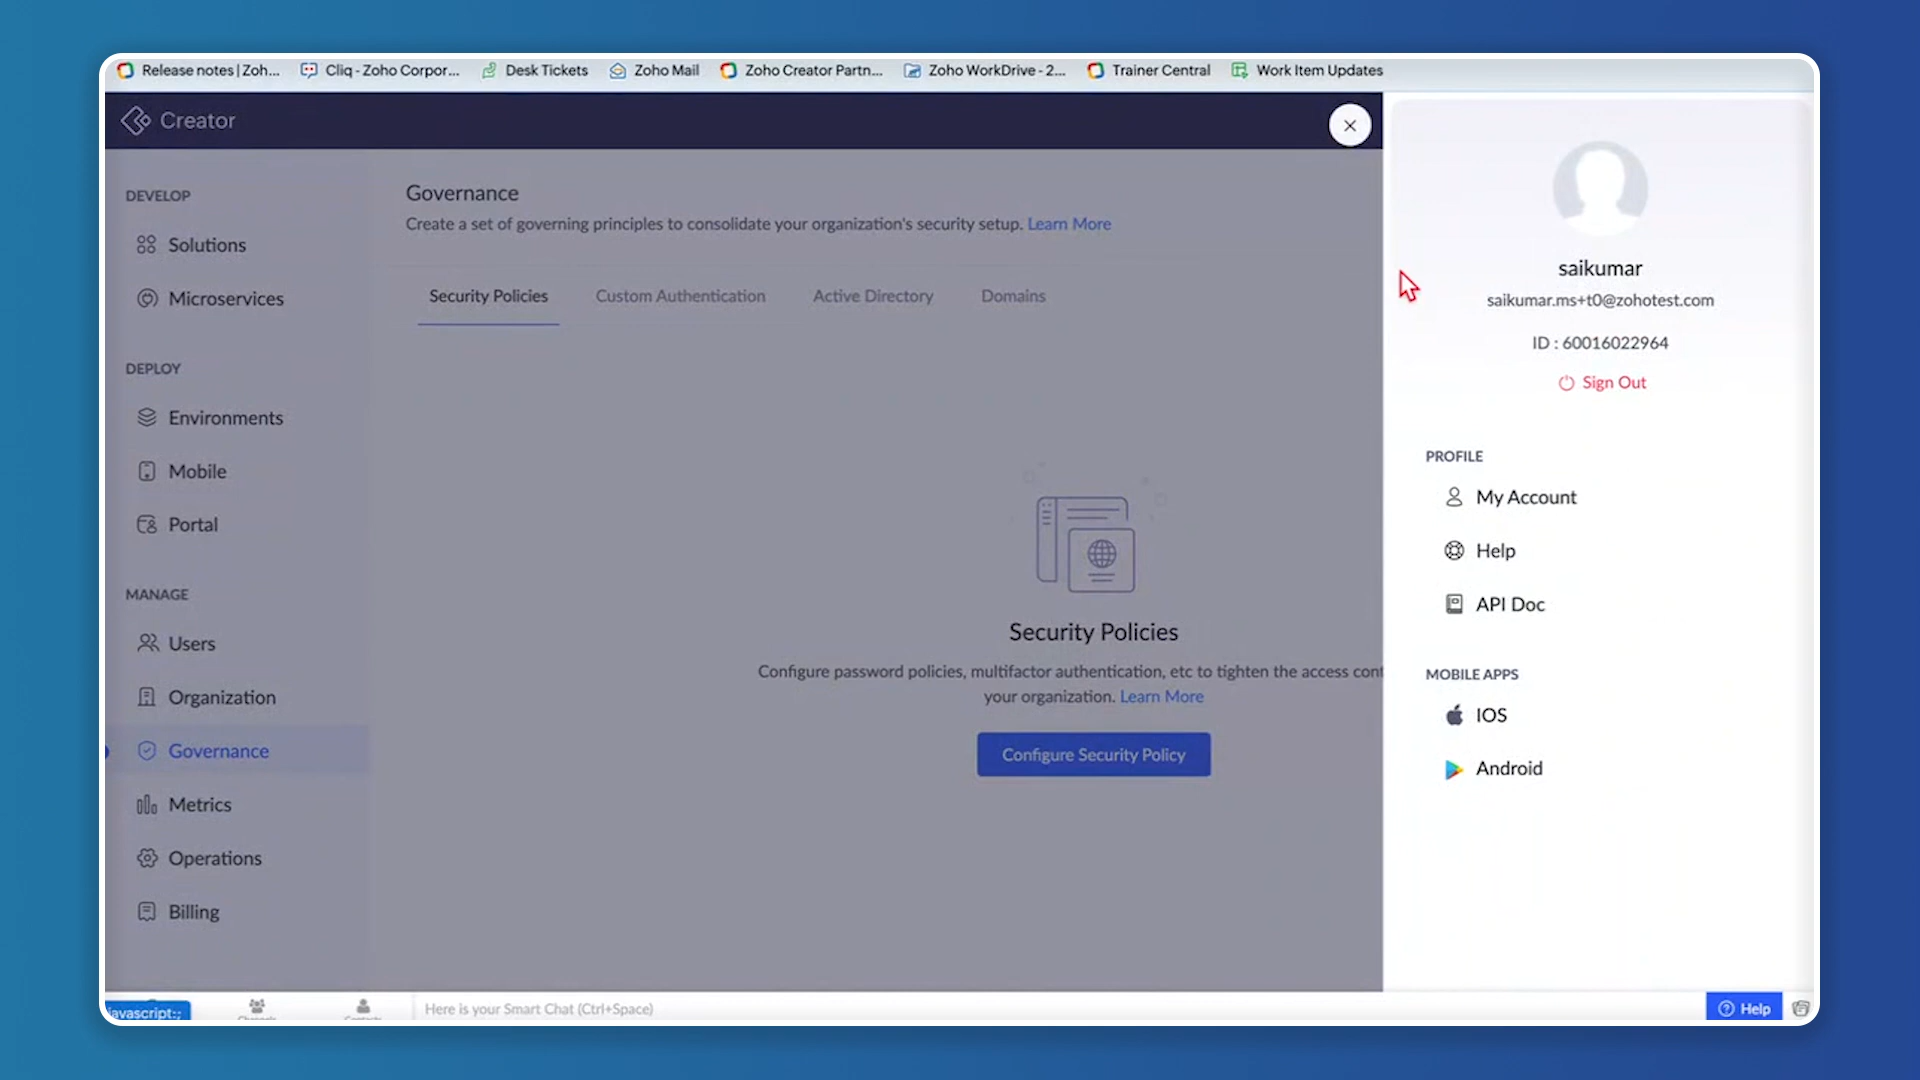 Release notes | Zoh...
Cliq - Zoho Corpor...
Desk Tickets
Zoho Mail
Zoho Creator Partn...
Zoho WorkDrive - 2...
Trainer Central
Work Item Updates
Creator
DEVELOP
Solutions
Microservices
DEPLOY
Environments
Mobile
Portal
MANAGE
Users
Organization
Governance
Metrics
Operations
Billing
Governance
Create a set of governing principles to consolidate your organization's security setup. Learn More
Security Policies
Custom Authentication
Active Directory
Domains
Security Policies
Configure password policies, multifactor authentication, etc to tighten the access cont
your organization. Learn More
Configure Security Policy
saikumar
saikumar.ms+t0@zohotest.com
ID : 60016022964
Sign Out
PROFILE
My Account
Help
API Doc
MOBILE APPS
IOS
Android
javascript:;
Here is your Smart Chat (Ctrl+Space)
Help